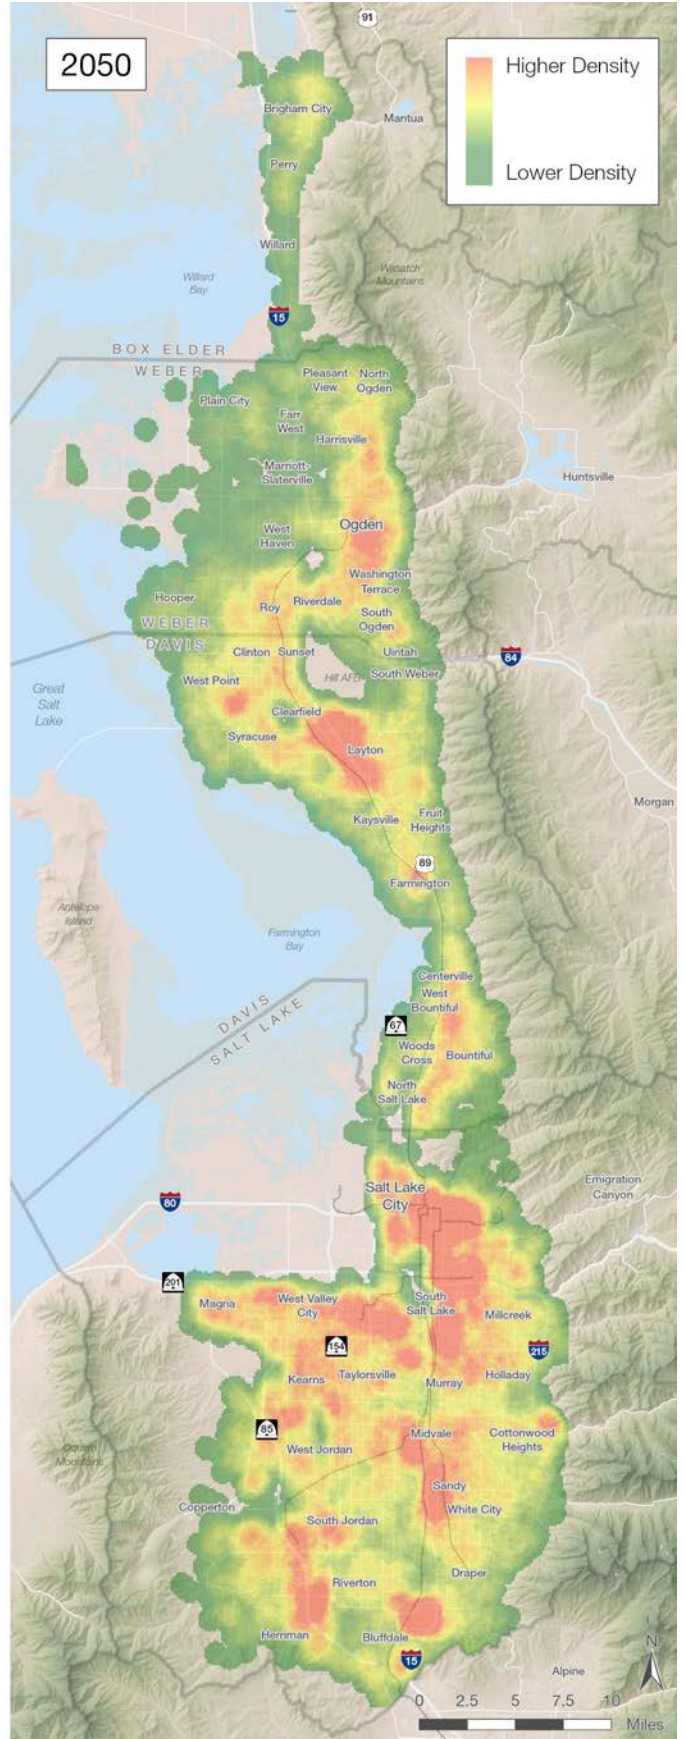 91
2050
Higher Density
Lower Density
Brigham City
Mantua
Perry
Willard
Wasatch
Mountains
Willard
Bay
15
BOX ELDER
WEBER
Pleasant
View
North
Ogden
Plain City
Farr
West
Harrisville
Marriott-
Slaterville
Huntsville
Ogden
West
Haven
Washington
Terrace
Hooper
Roy
Riverdale
South
Ogden
WEBER
DAVIS
Clinton
Sunset
Uintah
84
Hill AFB
South Weber
West Point
Great
Salt
Lake
Clearfield
Syracuse
Layton
Morgan
Kaysville
Fruit
Heights
89
Farmington
Antelope
Island
Farmington
Bay
Centerville
West
Bountiful
DAVIS
SALT LAKE
67
Woods
Cross
Bountiful
North
Salt Lake
Emigration
Canyon
Salt Lake
City
80
201
Magna
West Valley
City
South
Salt Lake
Millcreek
154
215
Kearns
Taylorsville
Murray
Holladay
85
West Jordan
Midvale
Cottonwood
Heights
Oquirrh
Mountains
Sandy
White City
Copperton
South Jordan
Draper
Riverton
Herriman
Bluffdale
15
N
Alpine
0 2.5 5 7.5 10
Miles